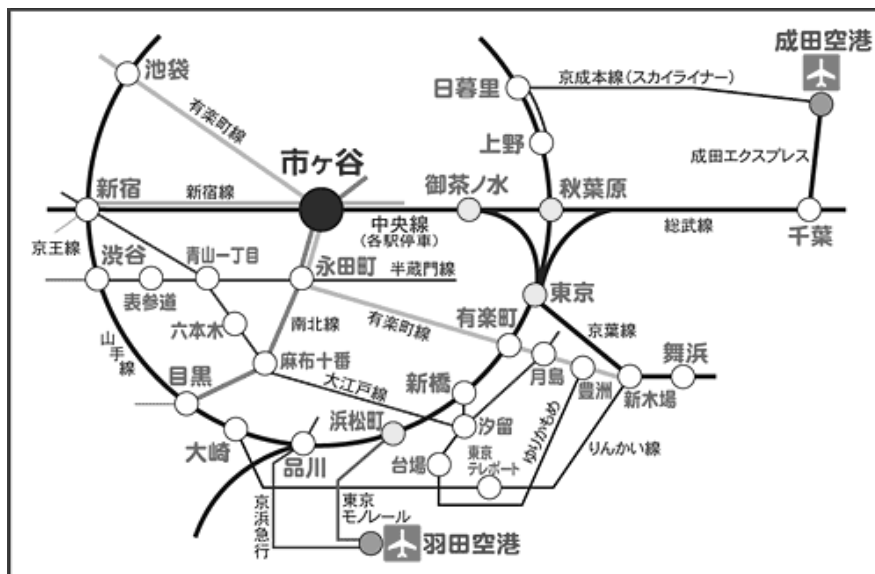 成田空港
池袋
日暮里
京成本線(スカイライナー)
有楽町線
上野
成田エクスプレス
市ヶ谷
新宿
新宿線
御茶ノ水
秋葉原
中央線
(各駅停車)
総武線
千葉
京王線
渋谷
青山一丁目
永田町
半蔵門線
表参道
東京
六本木
南北線
有楽町線
有楽町
京葉線
山手線
麻布十番
舞浜
目黒
大江戸線
新橋
月島
豊洲
新木場
大崎
浜松町
汐留
ゆりかもめ
りんかい線
品川
台場
東京
テレポート
京浜急行
東京
モノレール
羽田空港